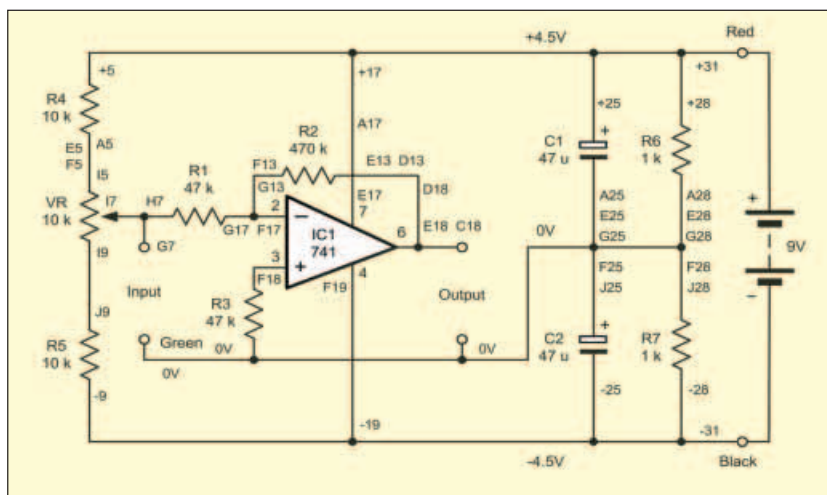 +4.5V
Red
+5
+17
+31
R4
10 k
A17
+25
+28
E5
A5
F5
I5
R2
470 k
C1
47 u
+
R6
1 k
F13
E13
D13
G13
D18
VR
10 k
I7
H7
R1
47 k
E17
7
A25
A28
+
2
−
E25
E28
G17
F17
IC1
741
6
E18
C18
0V
G25
G28
9V
G7
I9
3
+
4
F25
F28
−
Input
F18
F19
Output
J25
J28
R3
47 k
J9
+
R5
10 k
Green
0V
0V
0V
C2
47 u
R7
1 k
-9
-25
-28
-19
-31
-4.5V
Black